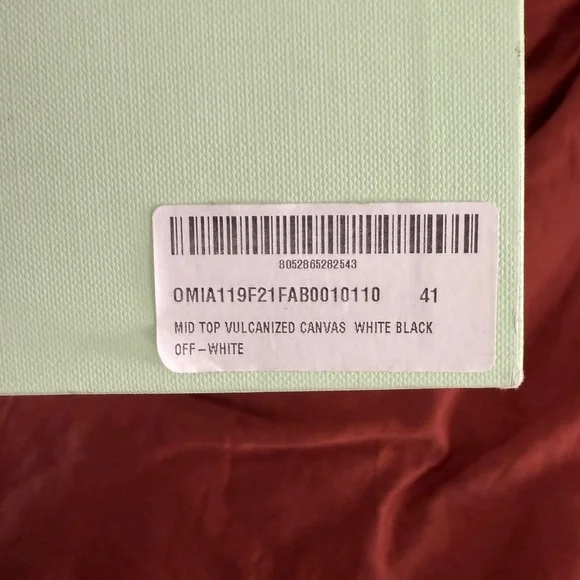 8052865282543
OMIA119F21FAB0010110 41
MID TOP VULCANIZED CANVAS WHITE BLACK
OFF-WHITE